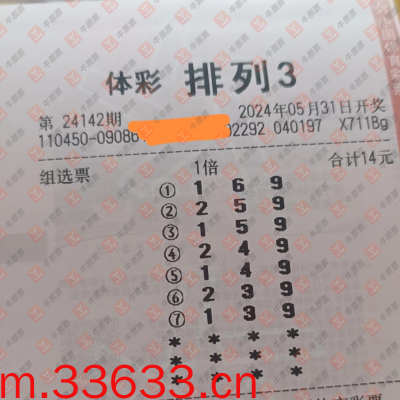 体彩 排列3
第 24142期 2024年05月31日开奖
110450-09086 02292 040197 X711Bg
组选票 1倍 合计14元
① 1 6 9
② 2 5 9
③ 1 5 9
④ 2 4 9
⑤ 1 4 9
⑥ 2 3 9
⑦ 1 3 9
* * * *
* * * *
* * * *
m.33633.cn